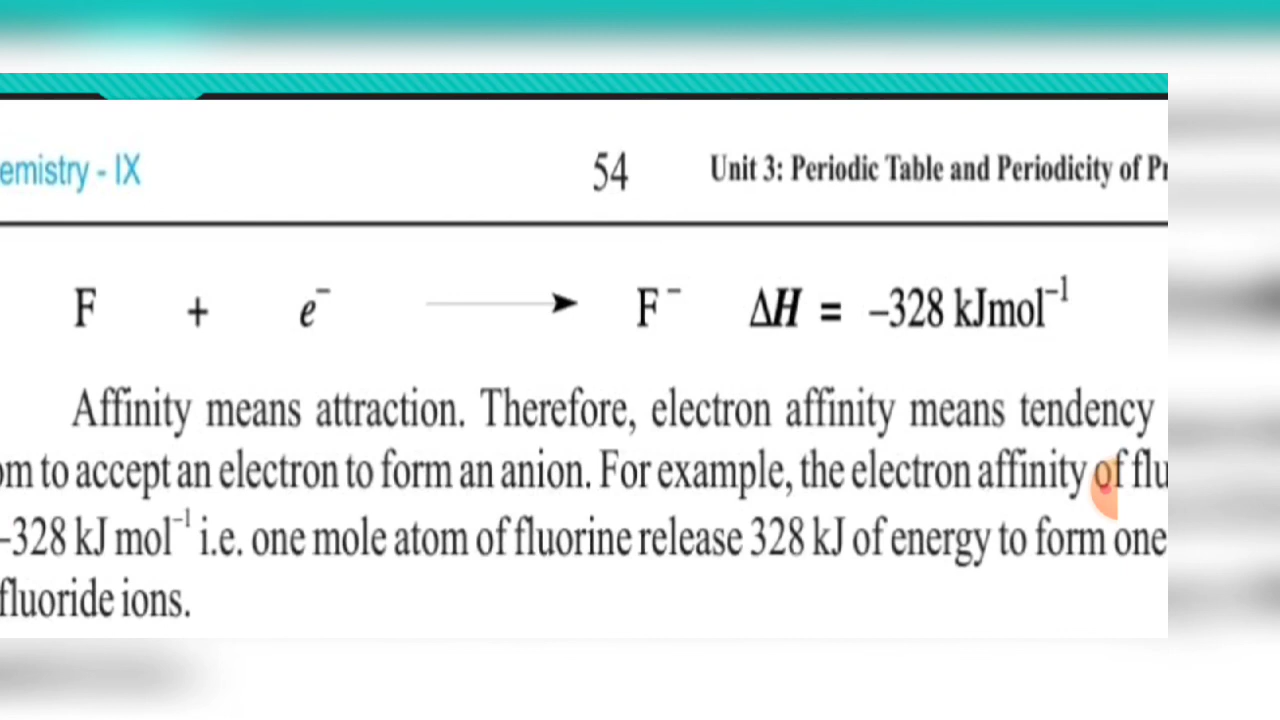 emistry - IX 54 Unit 3: Periodic Table and Periodicity of Pr
F + e⁻ ⟶ F⁻ ΔH = –328 kJmol⁻¹
Affinity means attraction. Therefore, electron affinity means tendency
om to accept an electron to form an anion. For example, the electron affinity of flu
–328 kJ mol⁻¹ i.e. one mole atom of fluorine release 328 kJ of energy to form one
fluoride ions.